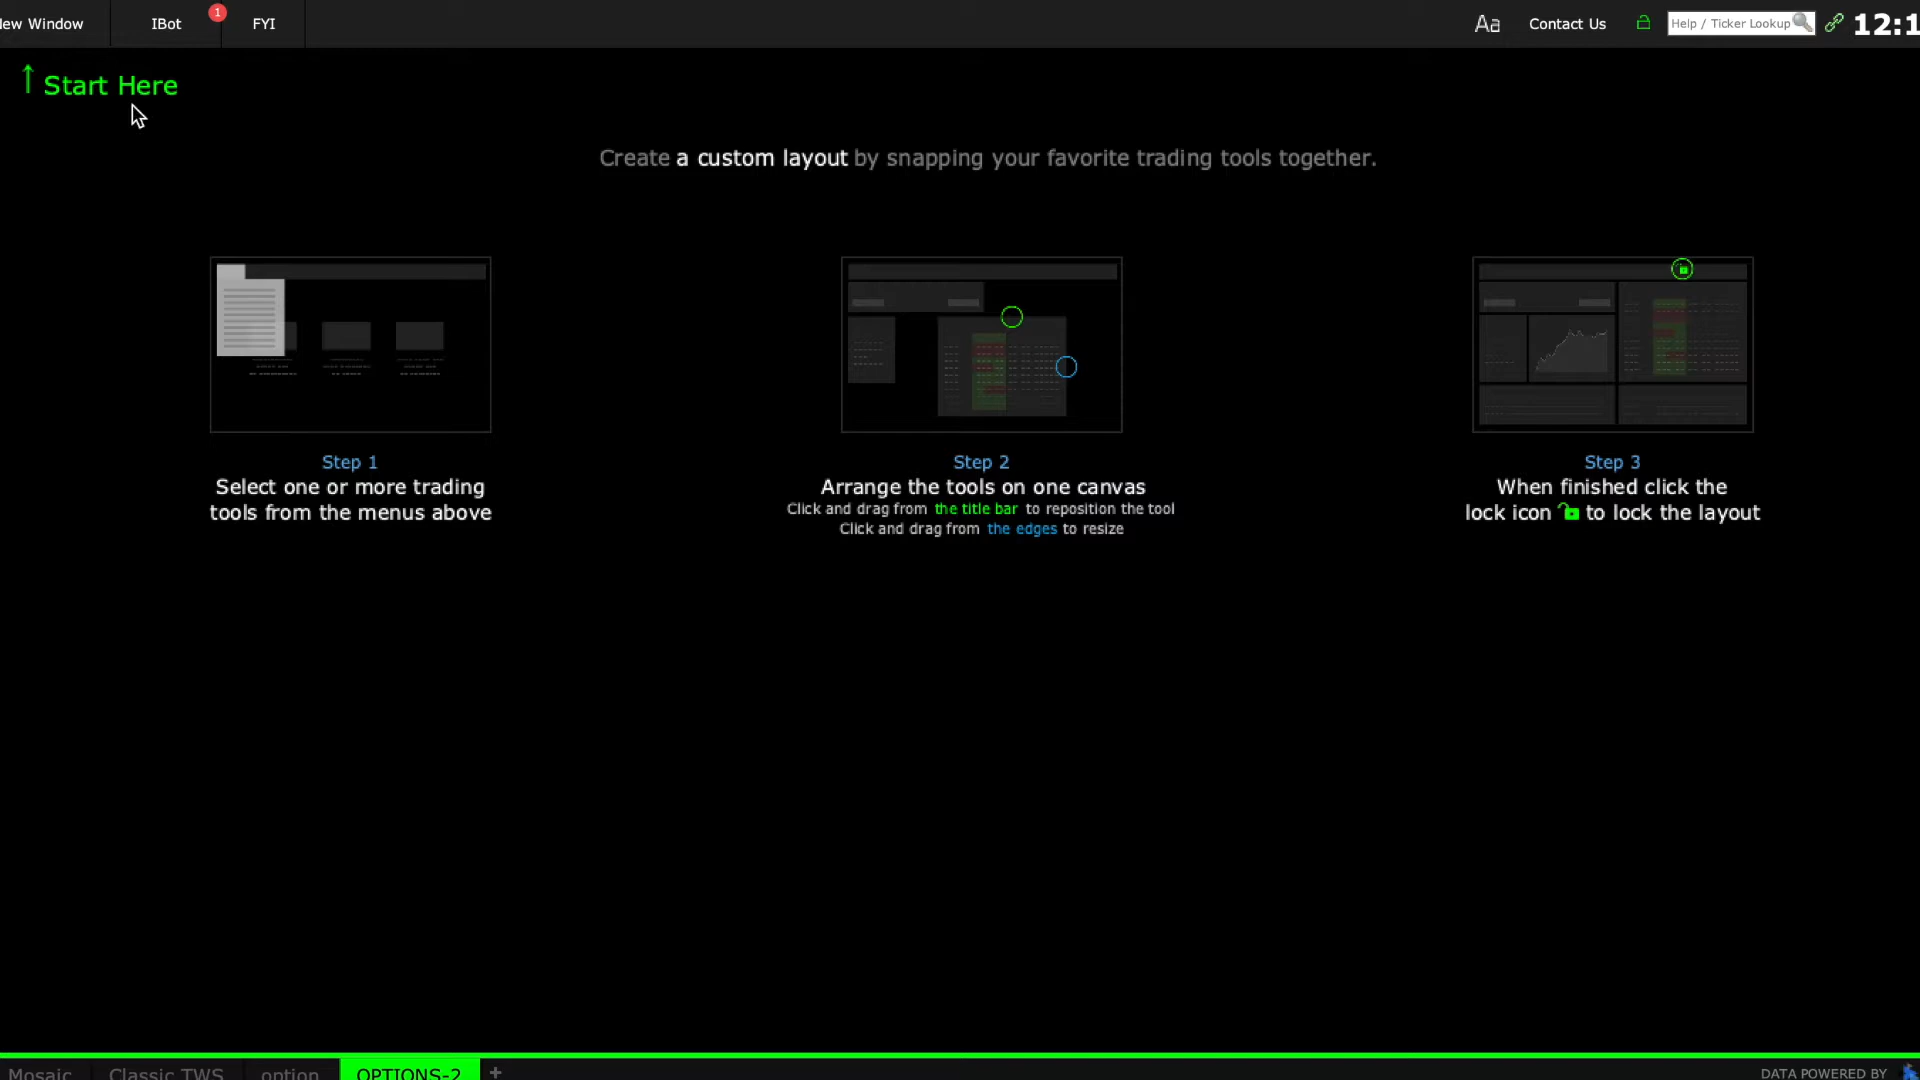 ew Window
IBot
1
FYI
Aa
Contact Us
Help / Ticker Lookup
12:1
↑ Start Here
Create a custom layout by snapping your favorite trading tools together.
Step 1
Select one or more trading
tools from the menus above
Step 2
Arrange the tools on one canvas
Click and drag from the title bar to reposition the tool
Click and drag from the edges to resize
Step 3
When finished click the
lock icon to lock the layout
Mosaic
Classic TWS
option
OPTIONS-2
+
DATA POWERED BY